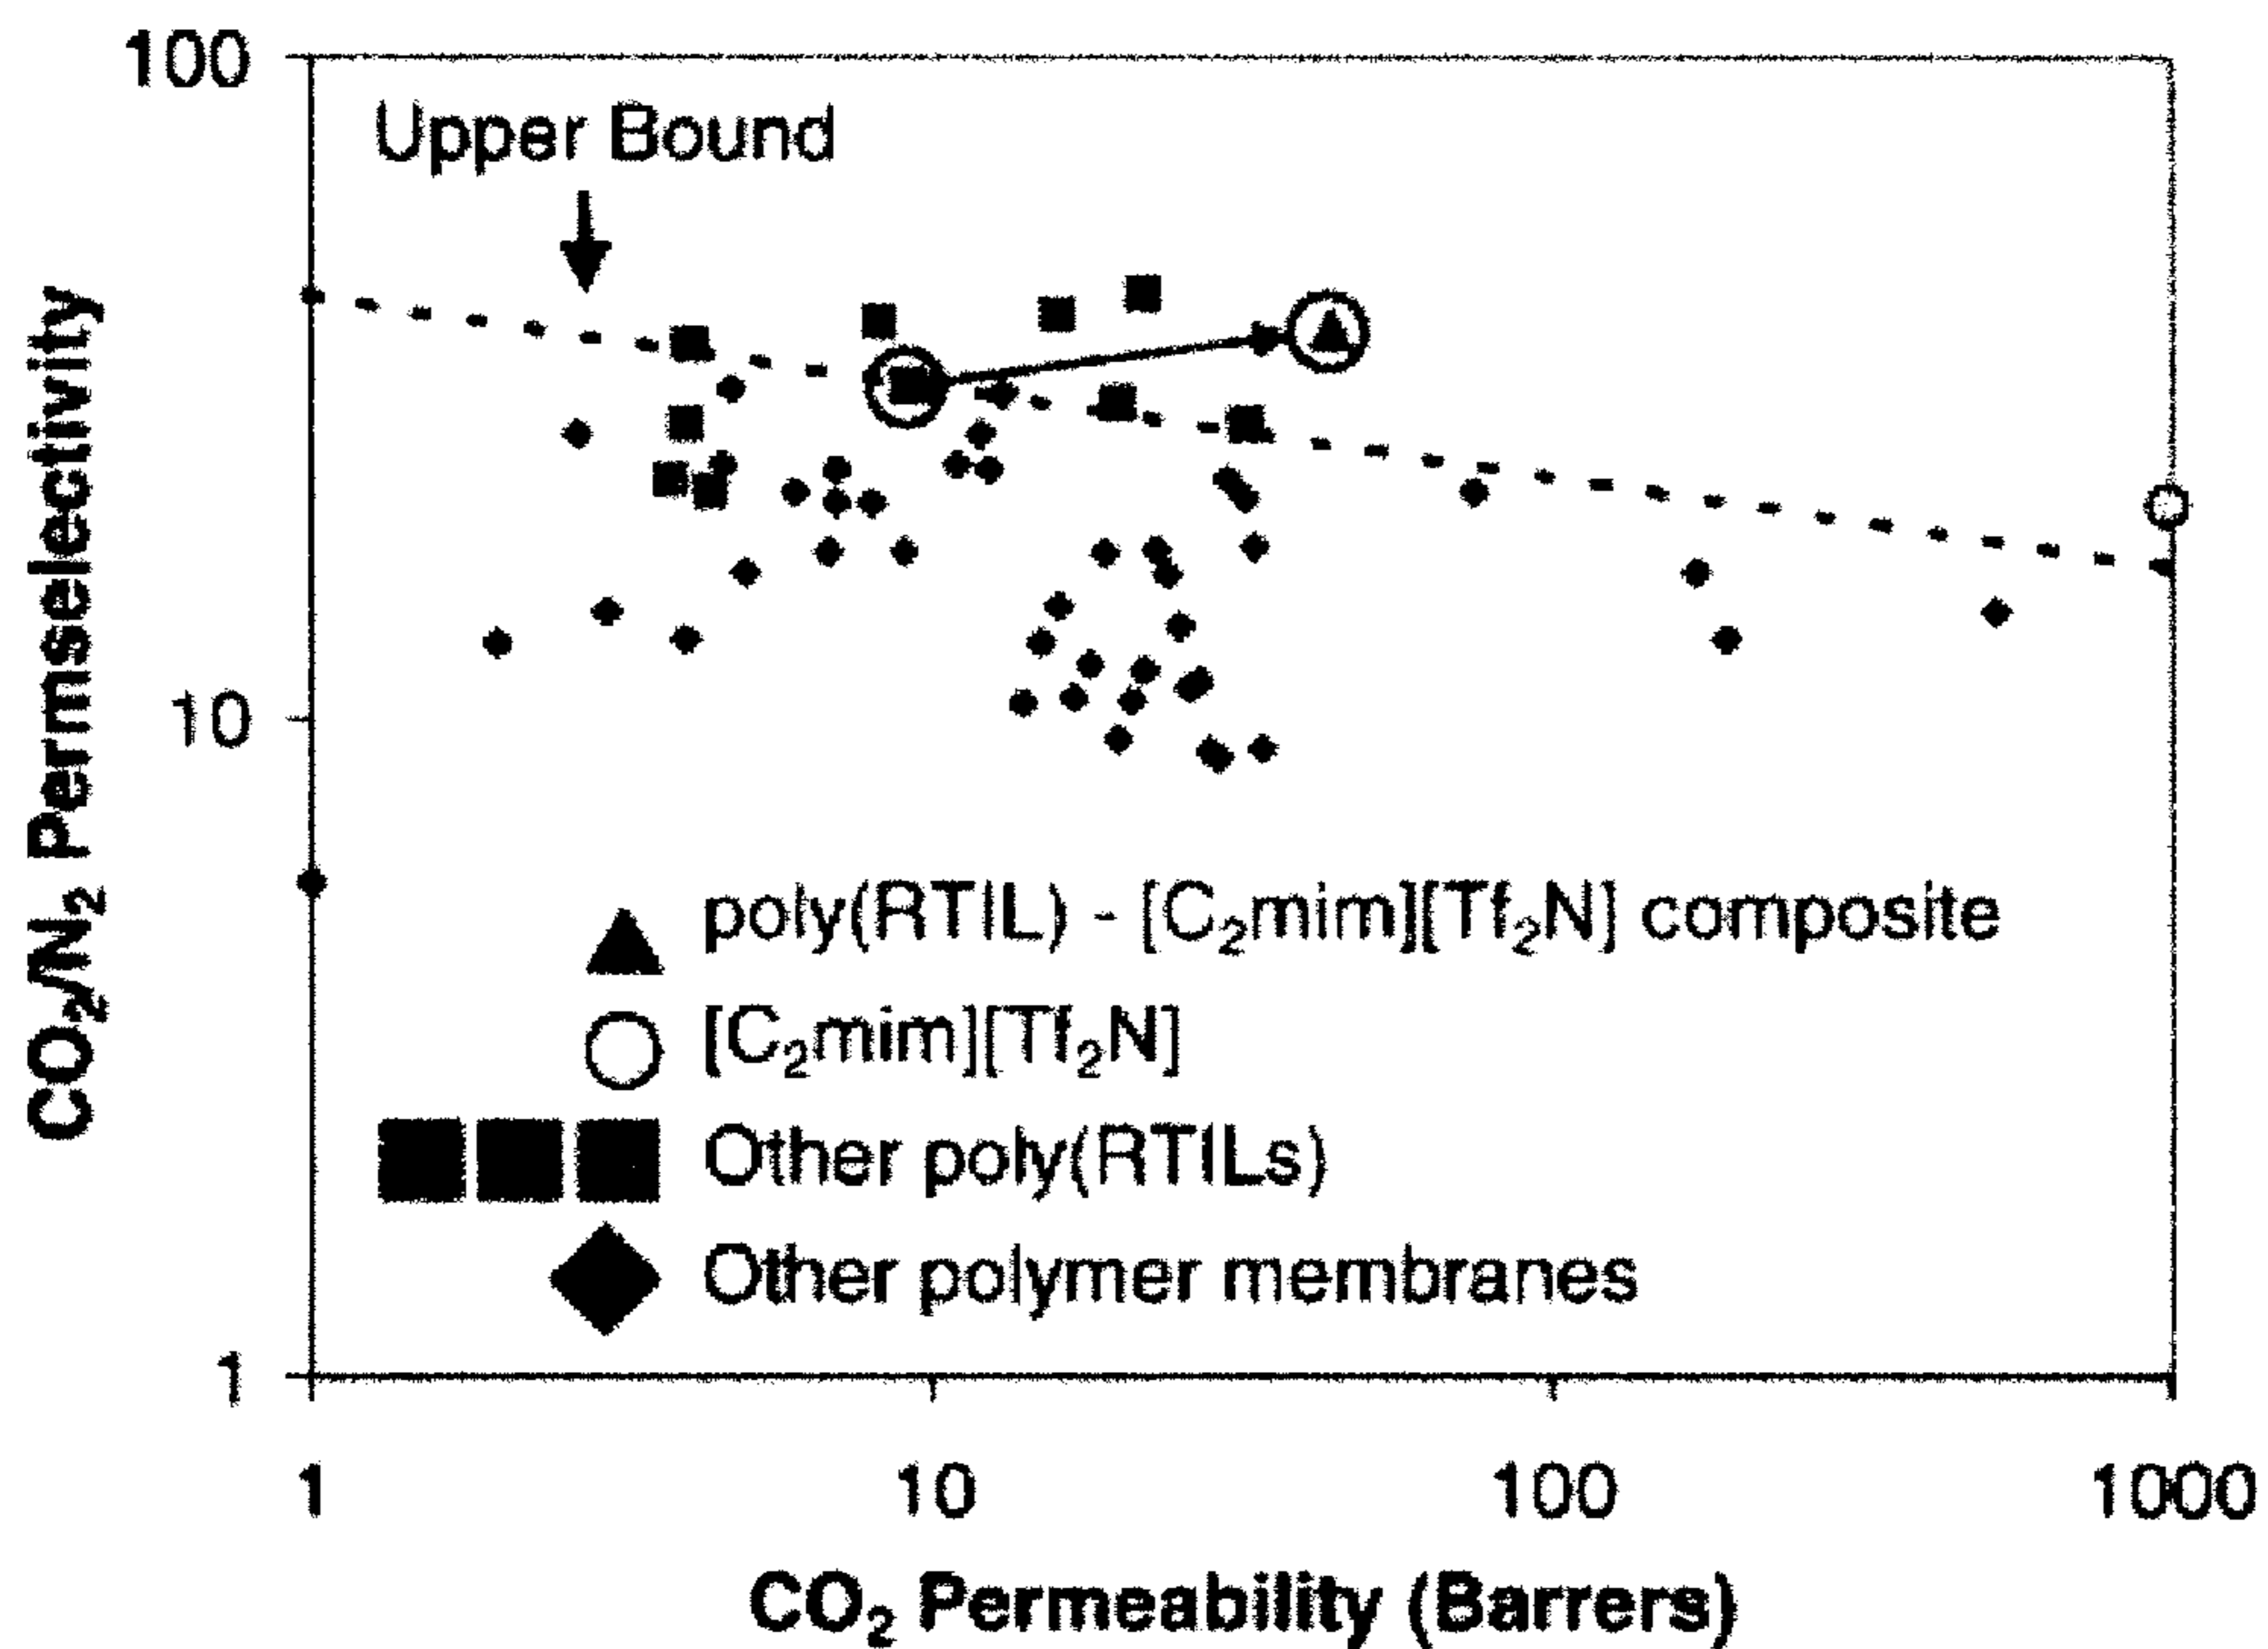 100
Upper Bound
CO₂/N₂ Permselectivity
10
poly(RTIL) - [C₂mim][Tf₂N] composite
[C₂mim][Tf₂N]
Other poly(RTILs)
Other polymer membranes
1
1 10 100 1000
CO₂ Permeability (Barrers)